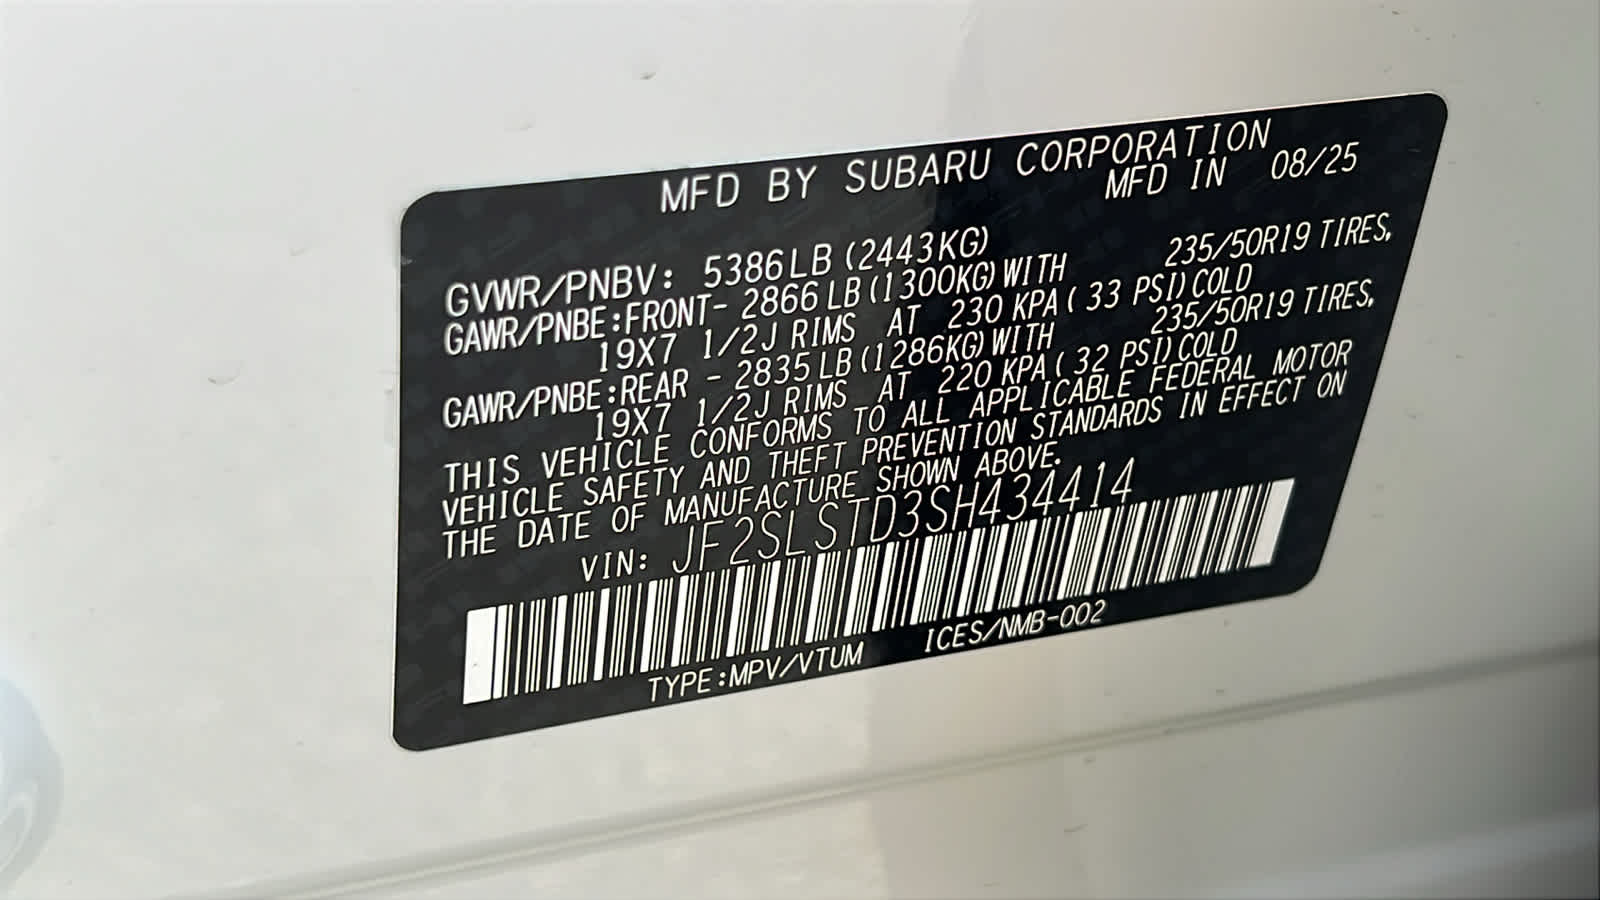 MFD BY SUBARU CORPORATION
MFD IN 08/25
GVWR/PNBV: 5386LB (2443KG)
GAWR/PNBE:FRONT- 2866 LB (1300KG) WITH 235/50R19 TIRES,
19X7 1/2J RIMS AT 230 KPA ( 33 PSI) COLD
GAWR/PNBE:REAR - 2835 LB (1286KG) WITH 235/50R19 TIRES,
19X7 1/2J RIMS AT 220 KPA ( 32 PSI) COLD
THIS VEHICLE CONFORMS TO ALL APPLICABLE FEDERAL MOTOR
VEHICLE SAFETY AND THEFT PREVENTION STANDARDS IN EFFECT ON
THE DATE OF MANUFACTURE SHOWN ABOVE.
VIN: JF2SLSTD3SH434414
TYPE:MPV/VTUM ICES/NMB-002